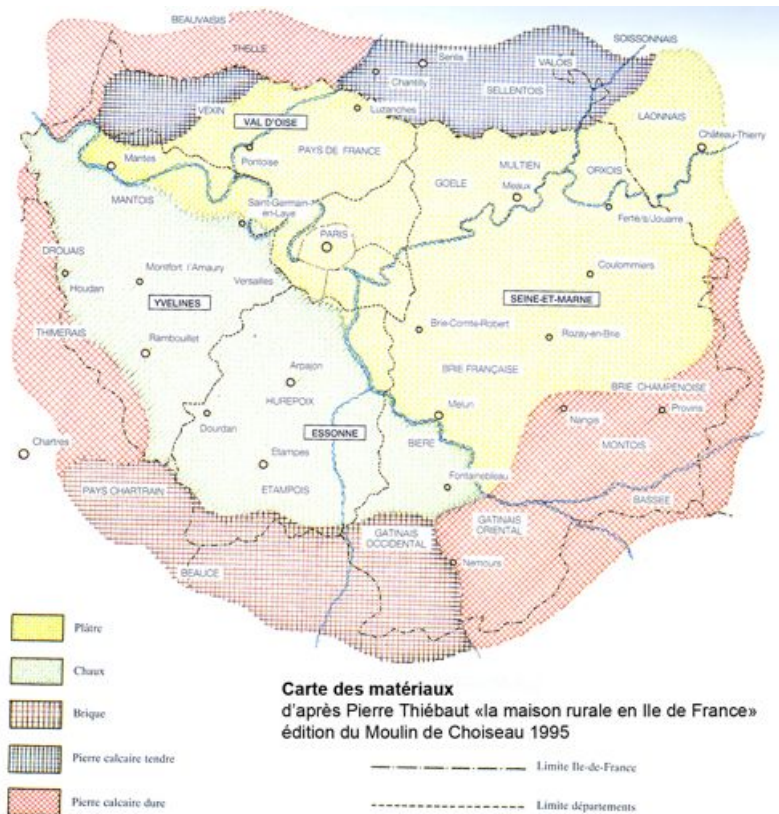 BEAUVAISIS
THELLE
SOISSONNAIS
Senlis
VALOIS
Chantilly
SELLENTOIS
VEXIN
Luzarches
LAONNAIS
VAL D'OISE
Château-Thierry
Pontoise
PAYS DE FRANCE
MULTIEN
Mantes
GOELE
Meaux
ORXOIS
MANTOIS
Saint-Germain-
en-Laye
Ferté/s/Jouarre
PARIS
DROUAIS
Montfort l'Amaury
Versailles
Coulommiers
Houdan
YVELINES
SEINE-ET-MARNE
THIMERAIS
Brie-Comte-Robert
Rozay-en-Brie
Rambouillet
Arpajon
BRIE FRANÇAISE
HUREPOIX
BRIE CHAMPENOISE
Dourdan
Melun
Nangis
Provins
ESSONNE
BIERE
MONTOIS
Chartres
Etampes
Fontainebleau
PAYS CHARTRAIN
ETAMPOIS
BASSEE
GATINAIS
ORIENTAL
GATINAIS
OCCIDENTAL
BEAUCE
Nemours
Plâtre
Chaux
Brique
Pierre calcaire tendre
Pierre calcaire dure
Carte des matériaux
d'après Pierre Thiébaut «la maison rurale en Ile de France»
édition du Moulin de Choiseau 1995
Limite Ile-de-France
Limite départements